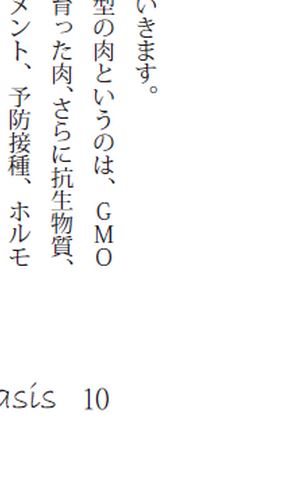 いきます。
型の肉というのは、GMO
育った肉、さらに抗生物質、
メント、予防接種、ホルモ
asis 10